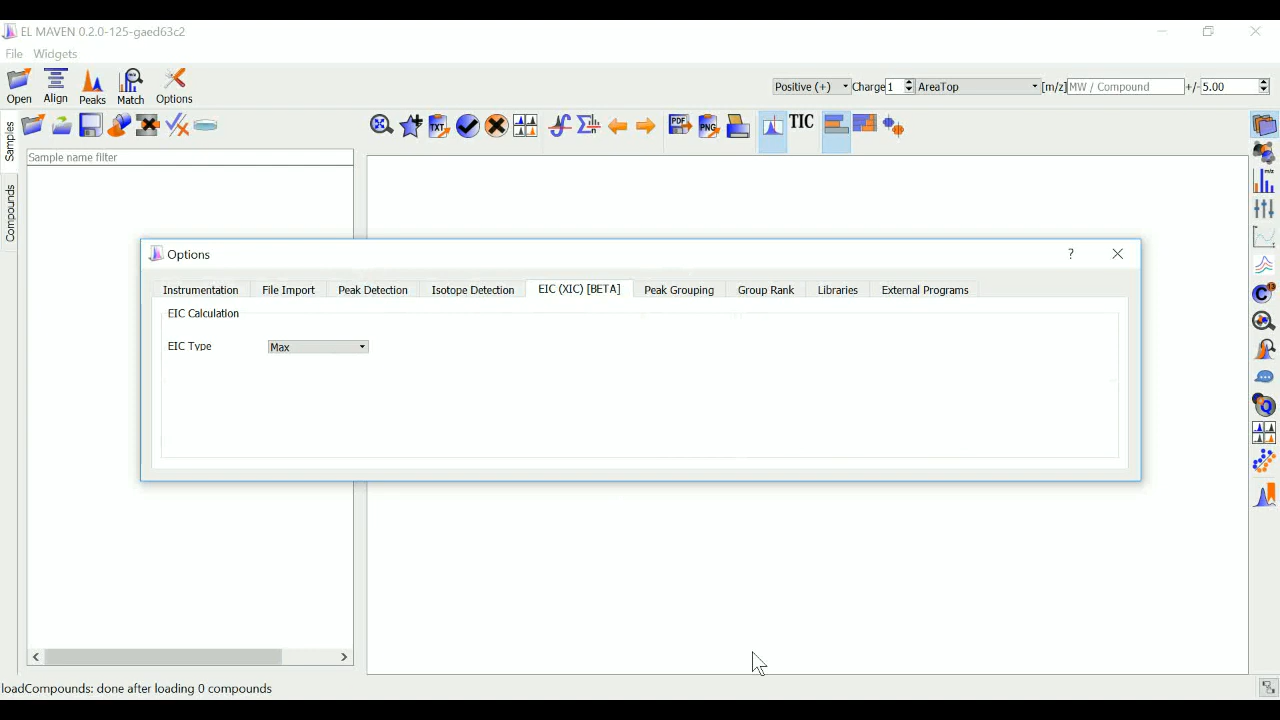 EL MAVEN 0.2.0-125-gaed63c2
File Widgets
Open Align Peaks Match Options
Positive (+) Charge 1 AreaTop [m/z] MW / Compound +/- 5.00
Samples
Compounds
TXT PDF PNG TIC
Sample name filter
m/z
C
Q
Options
?
Instrumentation File Import Peak Detection Isotope Detection EIC (XIC) [BETA] Peak Grouping Group Rank Libraries External Programs
EIC Calculation
EIC Type Max
loadCompounds: done after loading 0 compounds